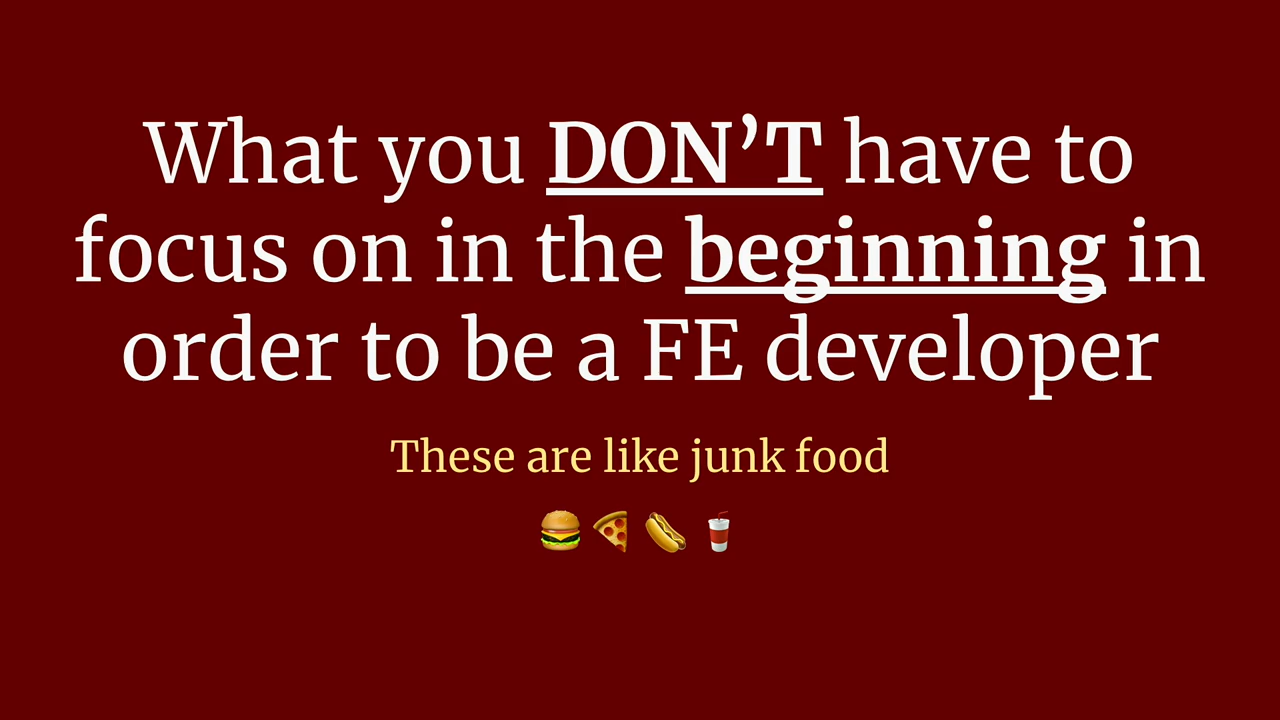 What you DON’T have to
focus on in the beginning in
order to be a FE developer
These are like junk food